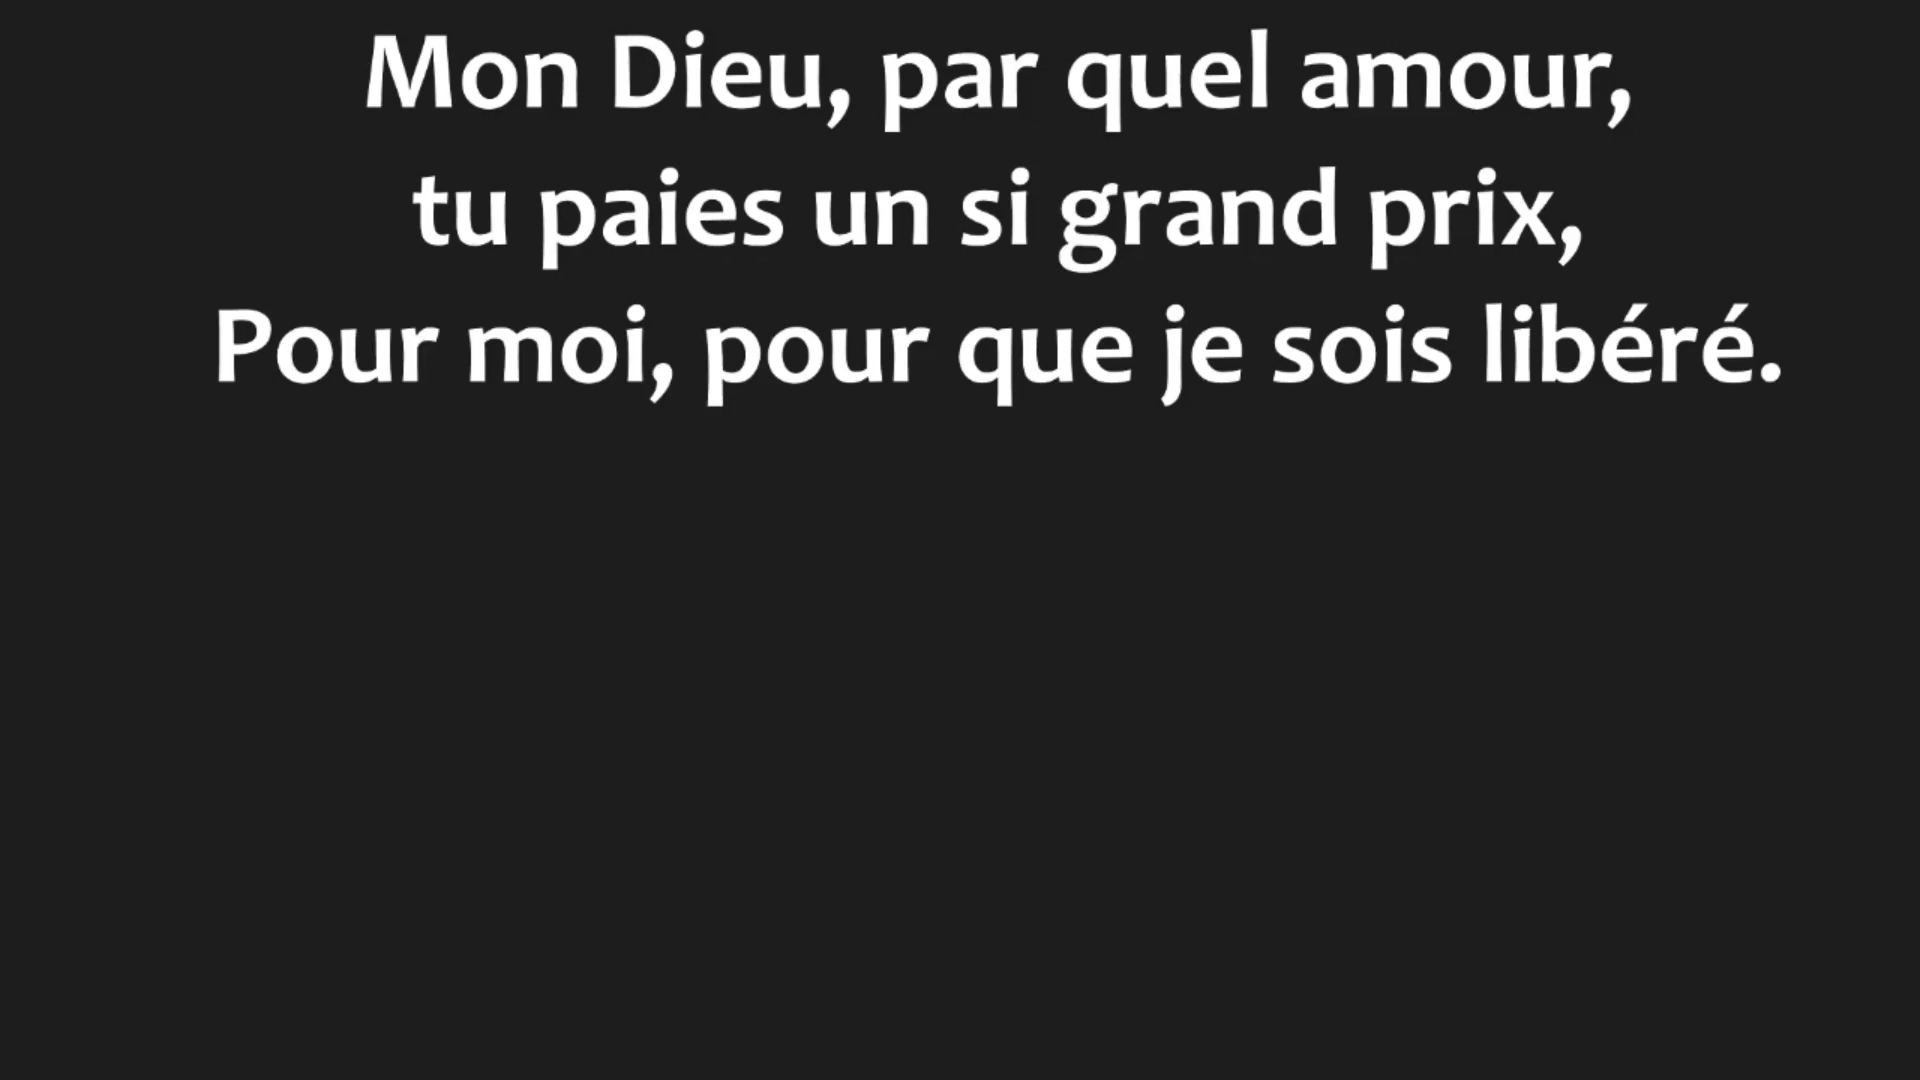 Mon Dieu, par quel amour,
tu paies un si grand prix,
Pour moi, pour que je sois libéré.